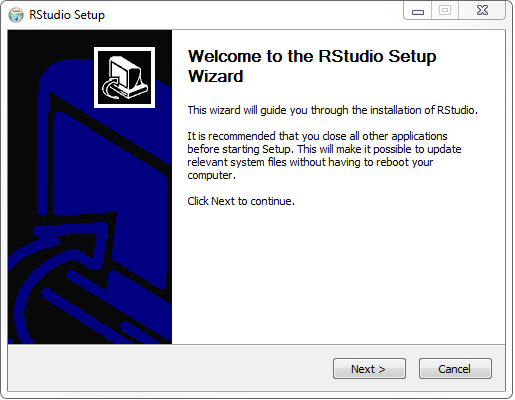 RStudio Setup
Welcome to the RStudio Setup
Wizard
This wizard will guide you through the installation of RStudio.
It is recommended that you close all other applications
before starting Setup. This will make it possible to update
relevant system files without having to reboot your
computer.
Click Next to continue.
Next >
Cancel